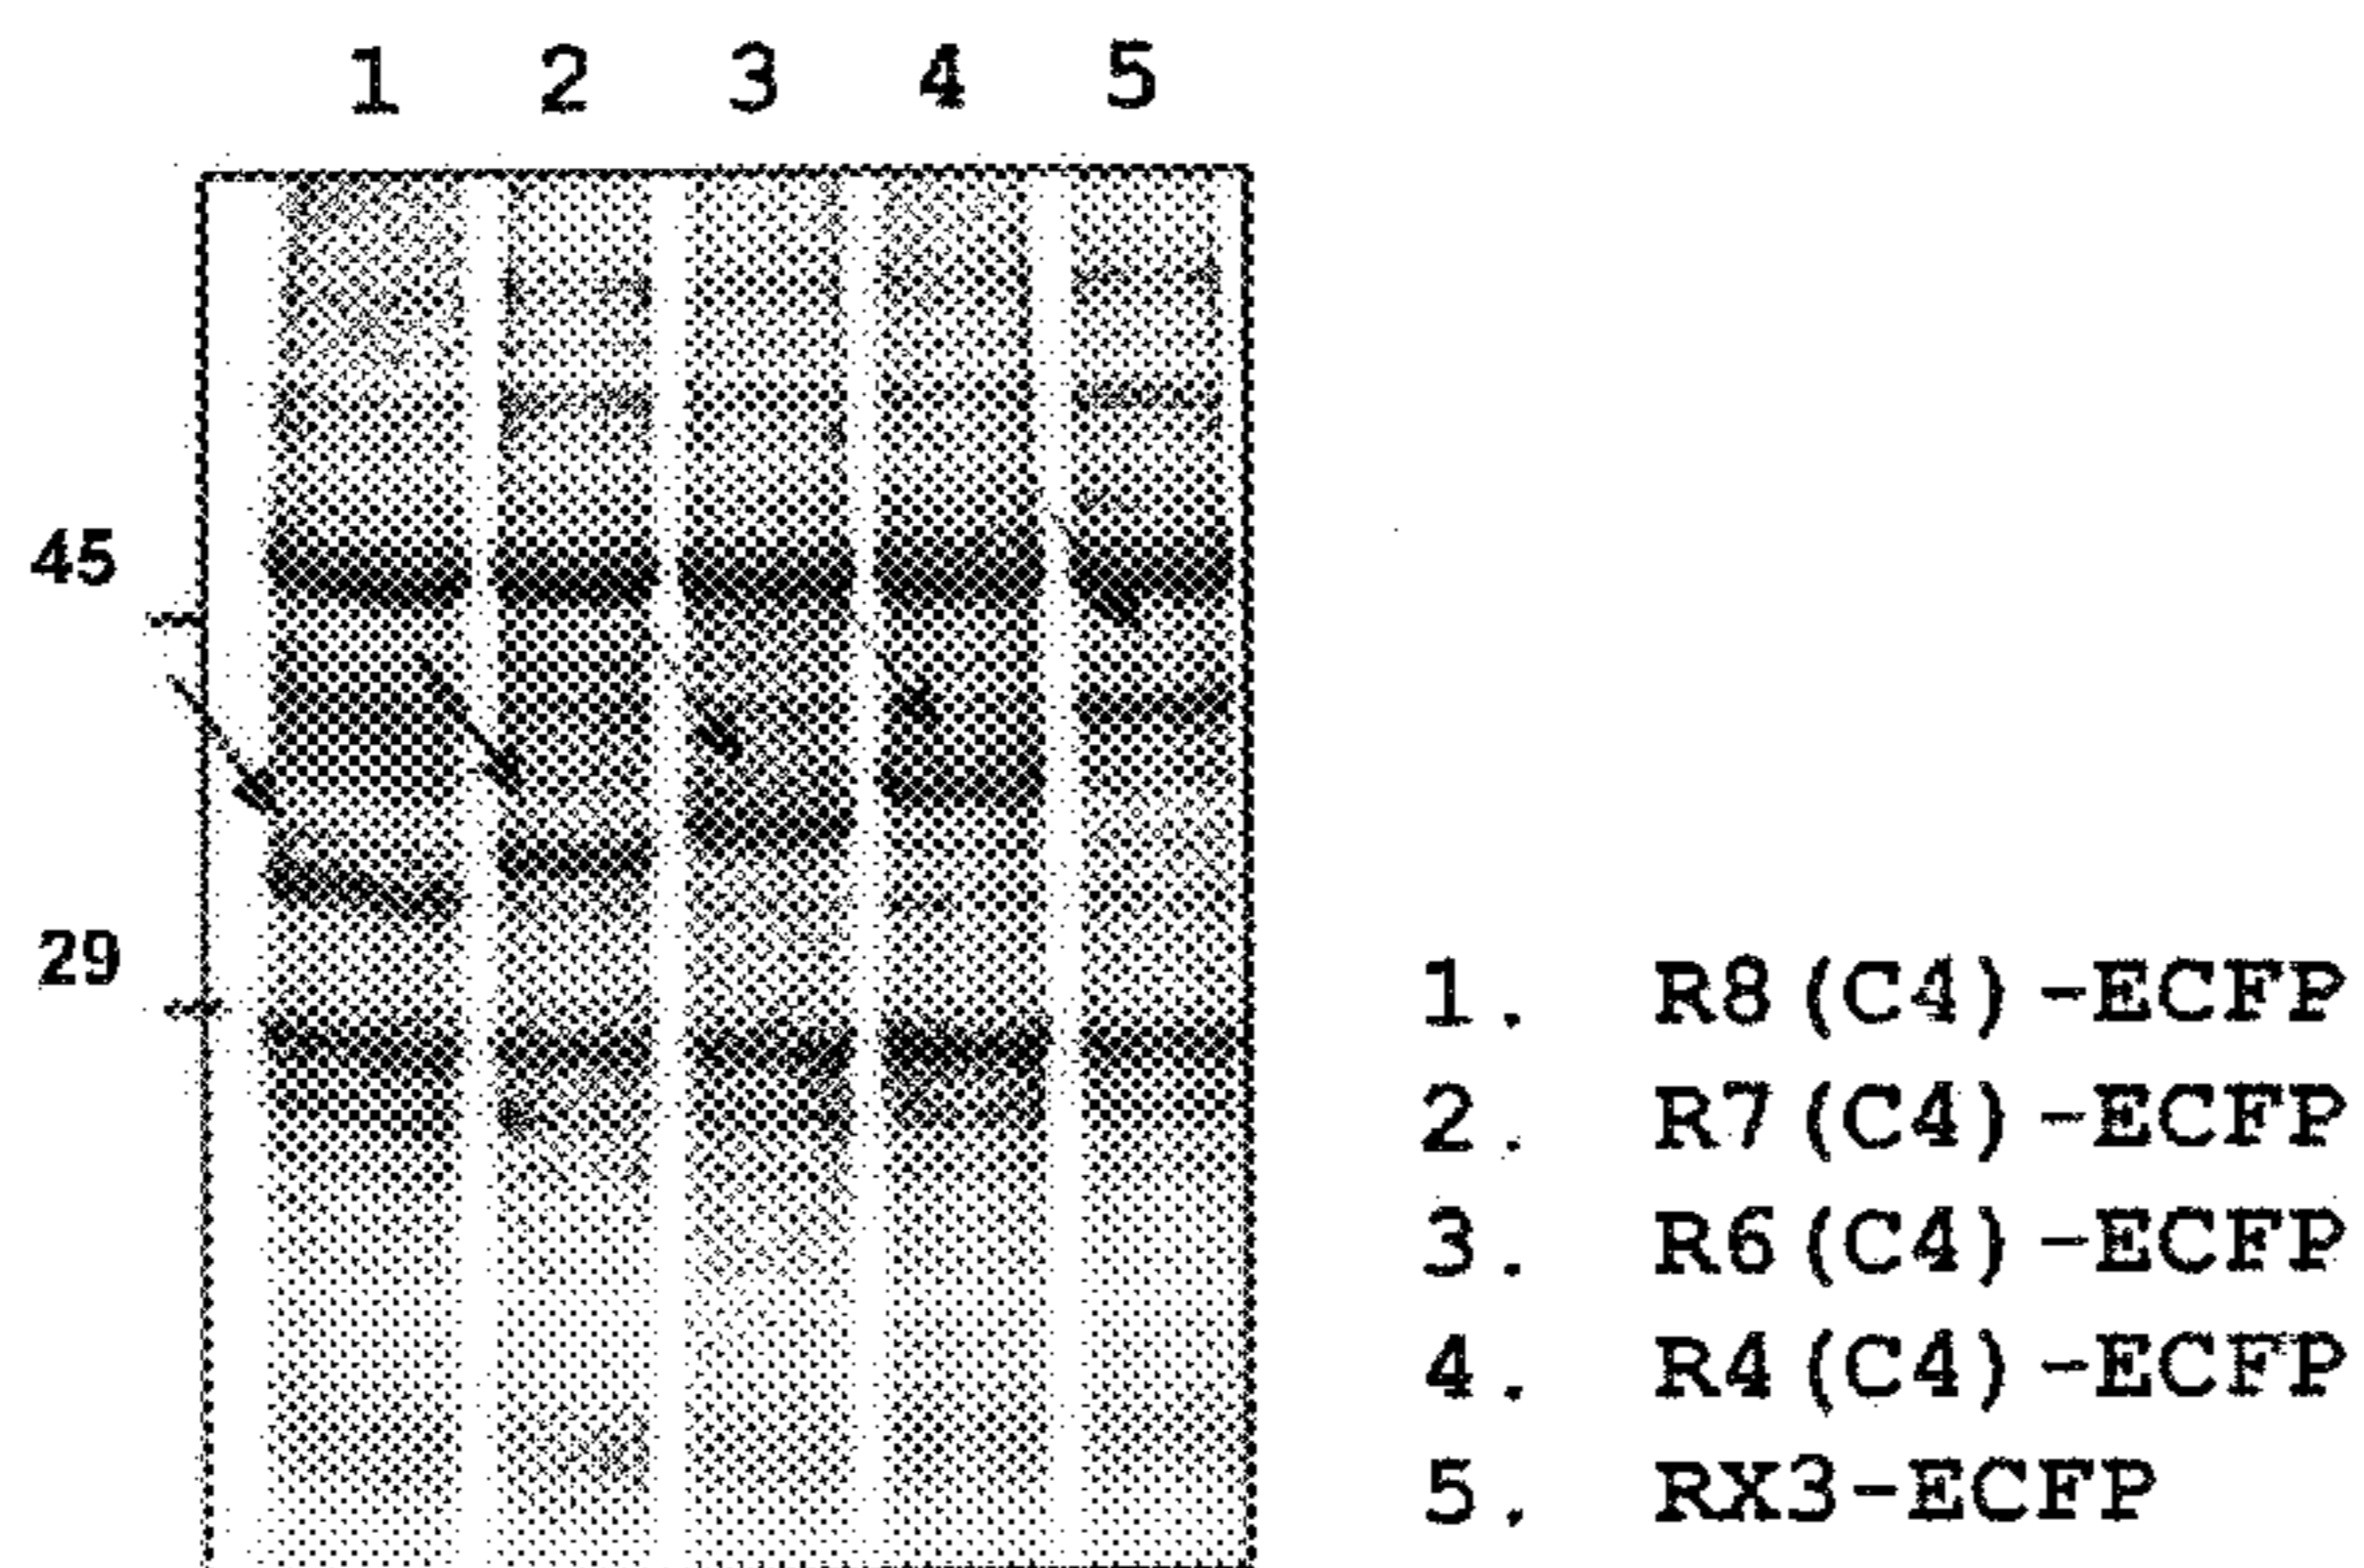 1 2 3 4 5
45
29
1. R8(C4)-ECFP
2. R7(C4)-ECFP
3. R6(C4)-ECFP
4. R4(C4)-ECFP
5. RX3-ECFP